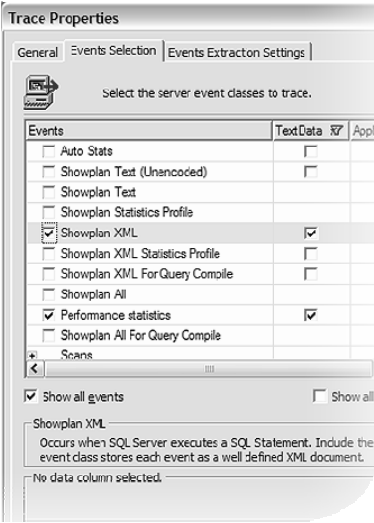 Trace Properties
General Events Selection Events Extraction Settings
Select the server event classes to trace.
Events TextData Appl
Auto Stats
Showplan Text (Unencoded)
Showplan Text
Showplan Statistics Profile
Showplan XML
Showplan XML Statistics Profile
Showplan XML For Query Compile
Showplan All
Performance statistics
Showplan All For Query Compile
Scans
Show all events Show all
Showplan XML
Occurs when SQL Server executes a SQL Statement. Include the
event class stores each event as a well defined XML document.
No data column selected.